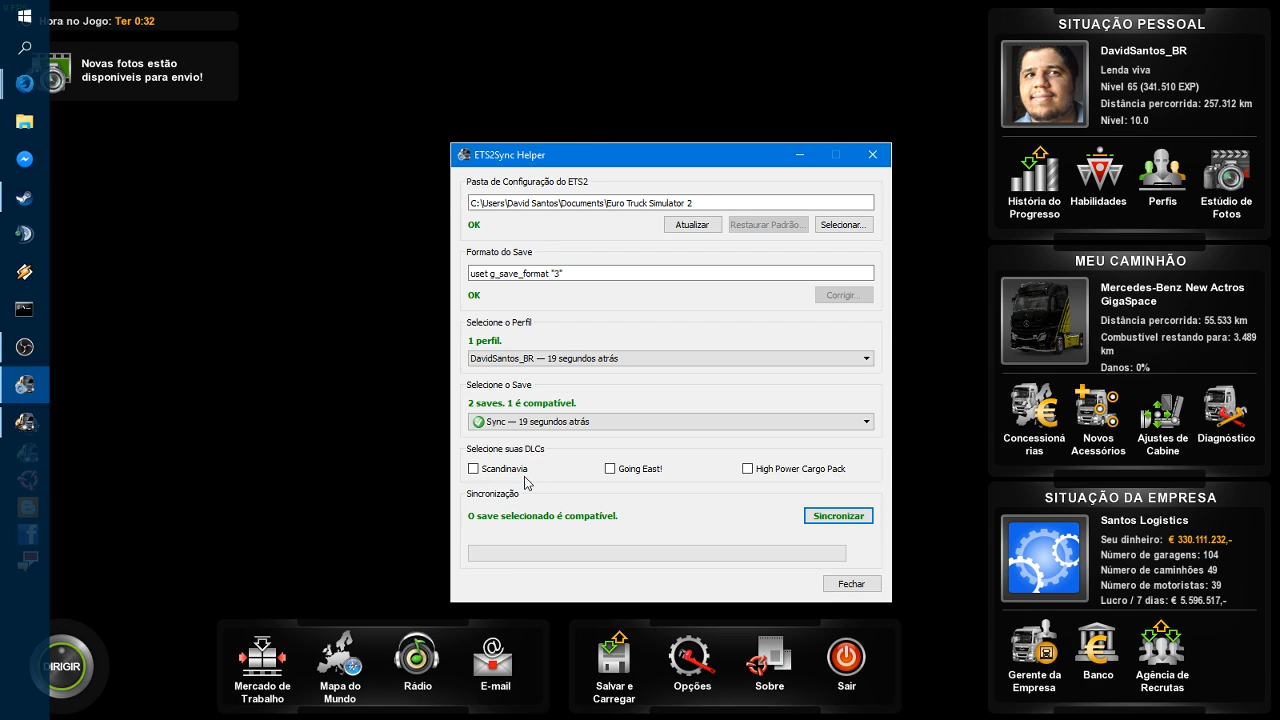 Hora no Jogo: Ter 0:32
Novas fotos estão
disponíveis para envio!
ETS2Sync Helper
Pasta de Configuração do ETS2
C:\Users\David Santos\Documents\Euro Truck Simulator 2
OK
Atualizar
Restaurar Padrão...
Selecionar...
Formato do Save
uset g_save_format "3"
OK
Corrigir...
Selecione o Perfil
1 perfil.
DavidSantos_BR — 19 segundos atrás
Selecione o Save
2 saves. 1 é compatível.
Sync — 19 segundos atrás
Selecione suas DLCs
Scandinavia
Going East!
High Power Cargo Pack
Sincronização
O save selecionado é compatível.
Sincronizar
Fechar
SITUAÇÃO PESSOAL
DavidSantos_BR
Lenda viva
Nível 65 (341.510 EXP)
Distância percorrida: 257.312 km
Nível: 10.0
História do
Progresso
Habilidades
Perfis
Estúdio de
Fotos
MEU CAMINHÃO
Mercedes-Benz New Actros
GigaSpace
Distância percorrida: 55.533 km
Combustível restando para: 3.489
km
Danos: 0%
Concessioná
rias
Novos
Acessórios
Ajustes de
Cabine
Diagnóstico
SITUAÇÃO DA EMPRESA
Santos Logistics
Seu dinheiro: € 330.111.232,-
Número de garagens: 104
Número de caminhões 49
Número de motoristas: 39
Lucro / 7 dias: € 5.596.517,-
Gerente da
Empresa
Banco
Agência de
Recrutas
DIRIGIR
Mercado de
Trabalho
Mapa do
Mundo
Rádio
E-mail
Salvar e
Carregar
Opções
Sobre
Sair